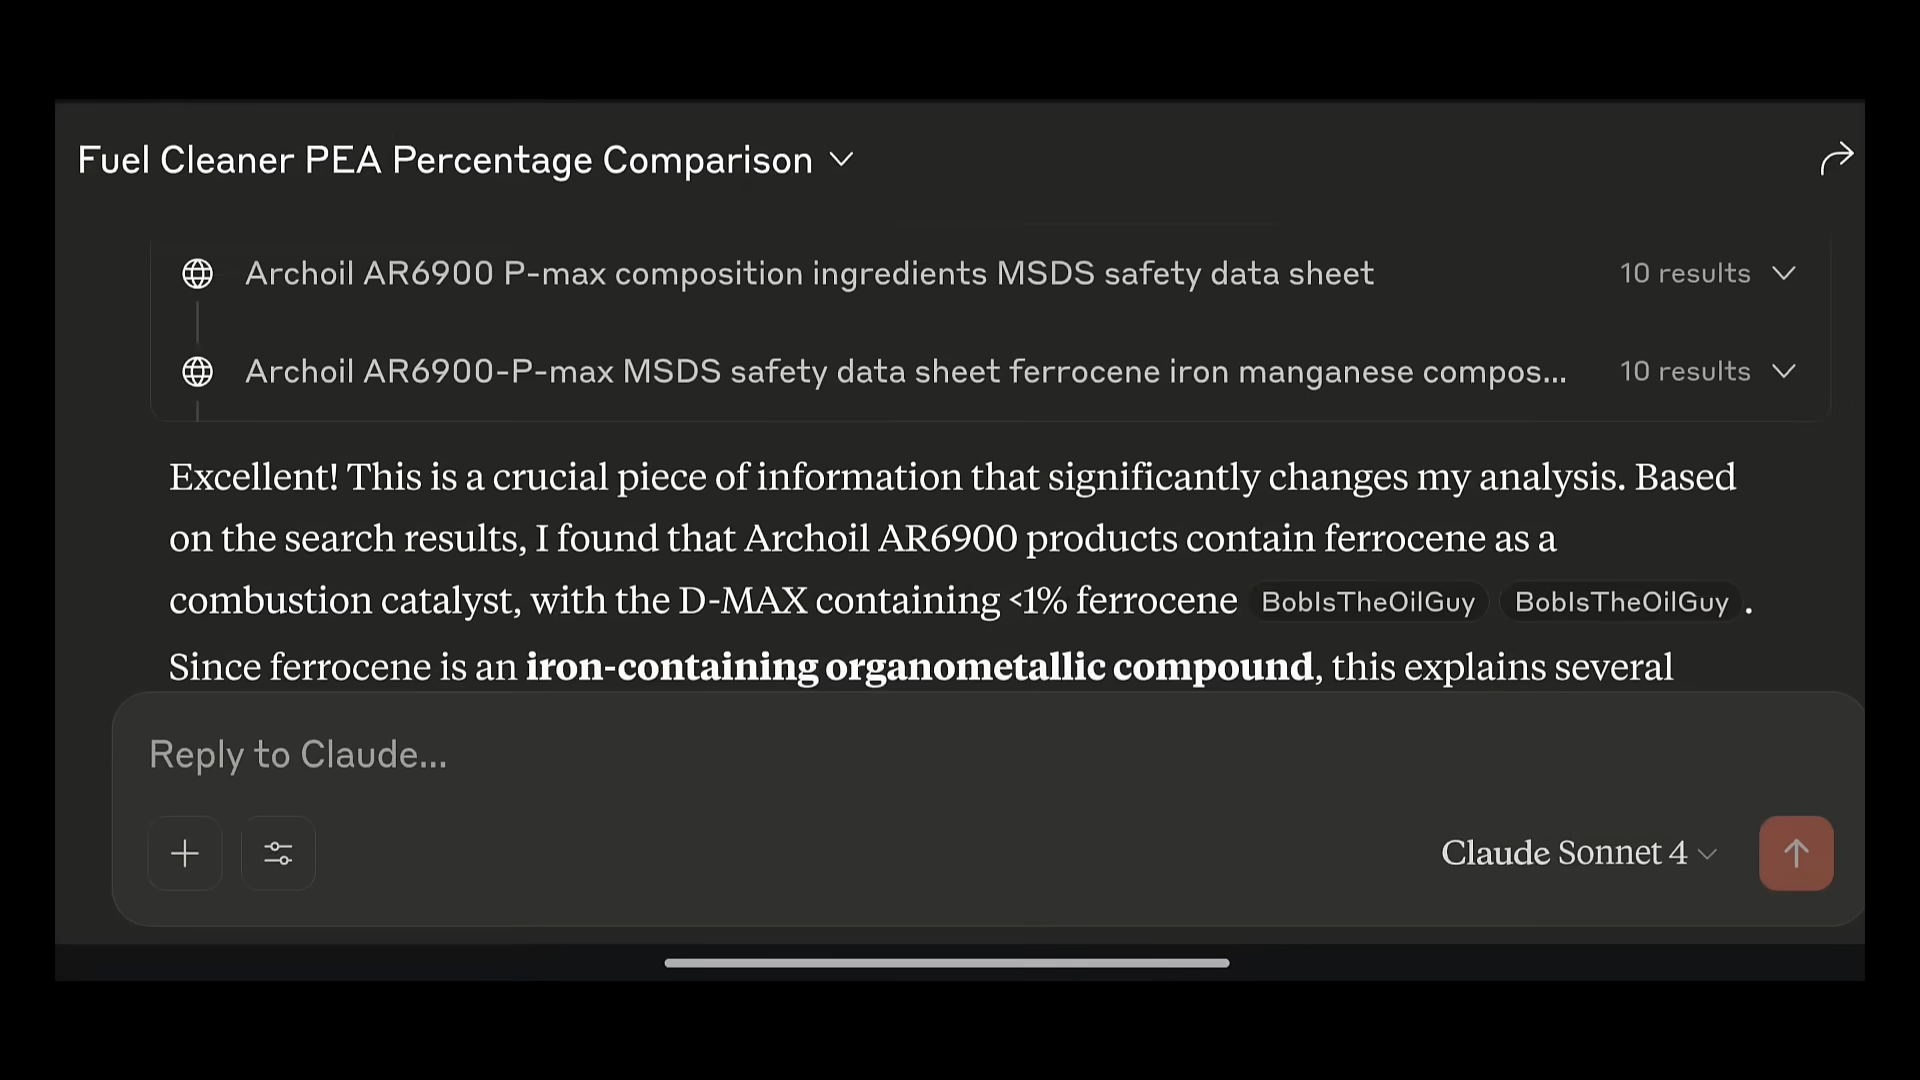 Fuel Cleaner PEA Percentage Comparison
Archoil AR6900 P-max composition ingredients MSDS safety data sheet 10 results
Archoil AR6900-P-max MSDS safety data sheet ferrocene iron manganese compos... 10 results
Excellent! This is a crucial piece of information that significantly changes my analysis. Based
on the search results, I found that Archoil AR6900 products contain ferrocene as a
combustion catalyst, with the D-MAX containing <1% ferrocene BobIsTheOilGuy BobIsTheOilGuy .
Since ferrocene is an iron-containing organometallic compound, this explains several
Reply to Claude...
Claude Sonnet 4